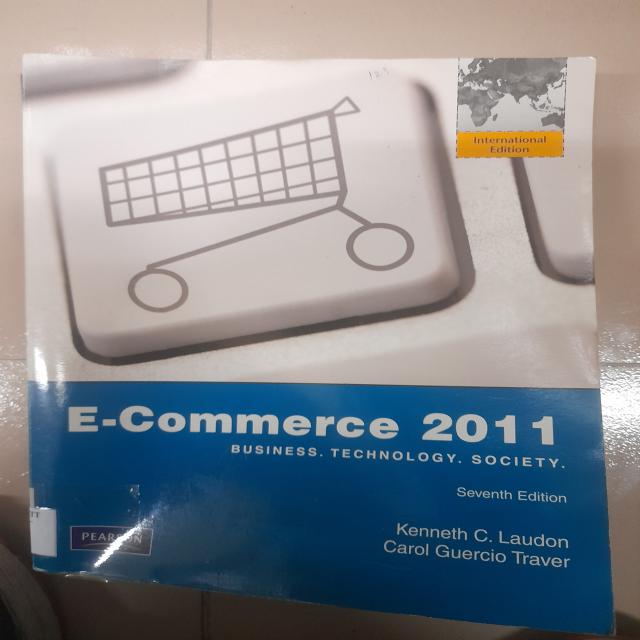 International
Edition
E-Commerce 2011
BUSINESS. TECHNOLOGY. SOCIETY.
Seventh Edition
Kenneth C. Laudon
Carol Guercio Traver
PEARSON